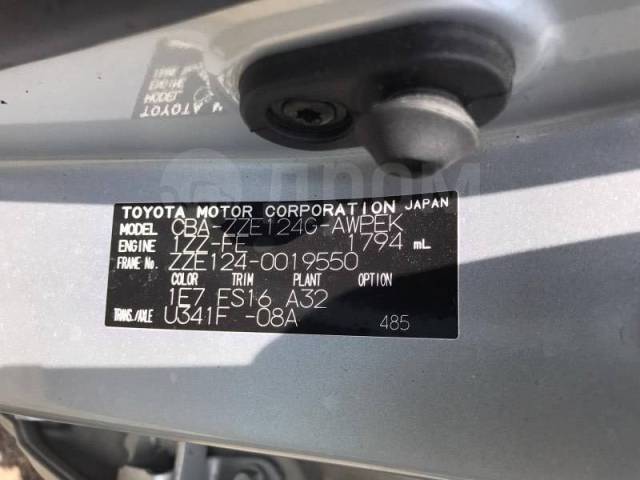 TOYOTA MOTOR CORPORATION JAPAN
MODEL CBA-ZZE124G-AWPEK
ENGINE 1ZZ-FE 1794 mL
FRAME No. ZZE124-0019550
COLOR TRIM PLANT OPTION
1E7 FS16 A32
TRANS./AXLE U341F -08A 485
ДРОМ